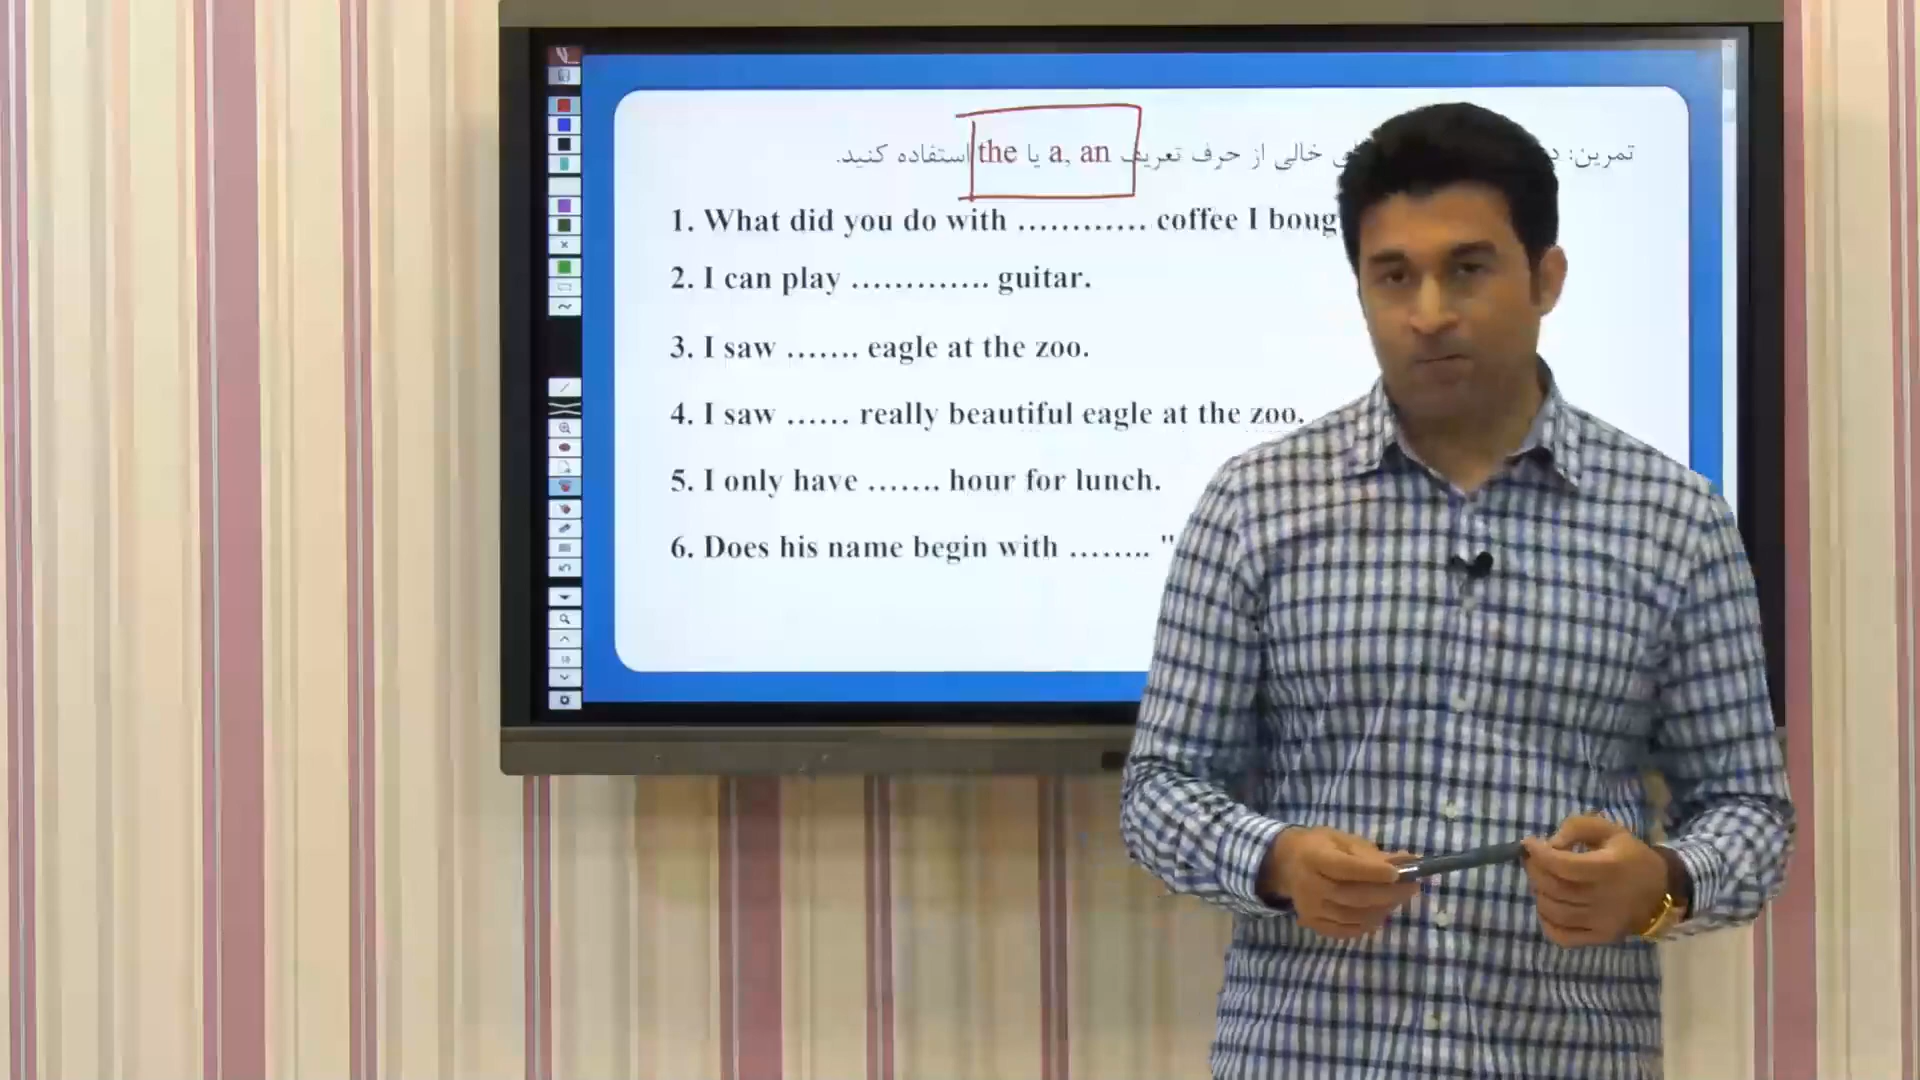 تمرین: خالی از حرف تعریف a, an یا the استفاده کنید.
1. What did you do with ………… coffee I
2. I can play …………. guitar.
3. I saw ……. eagle at the zoo.
4. I saw …… really beautiful eagle at the zoo.
5. I only have ……. hour for lunch.
6. Does his name begin with …….. "